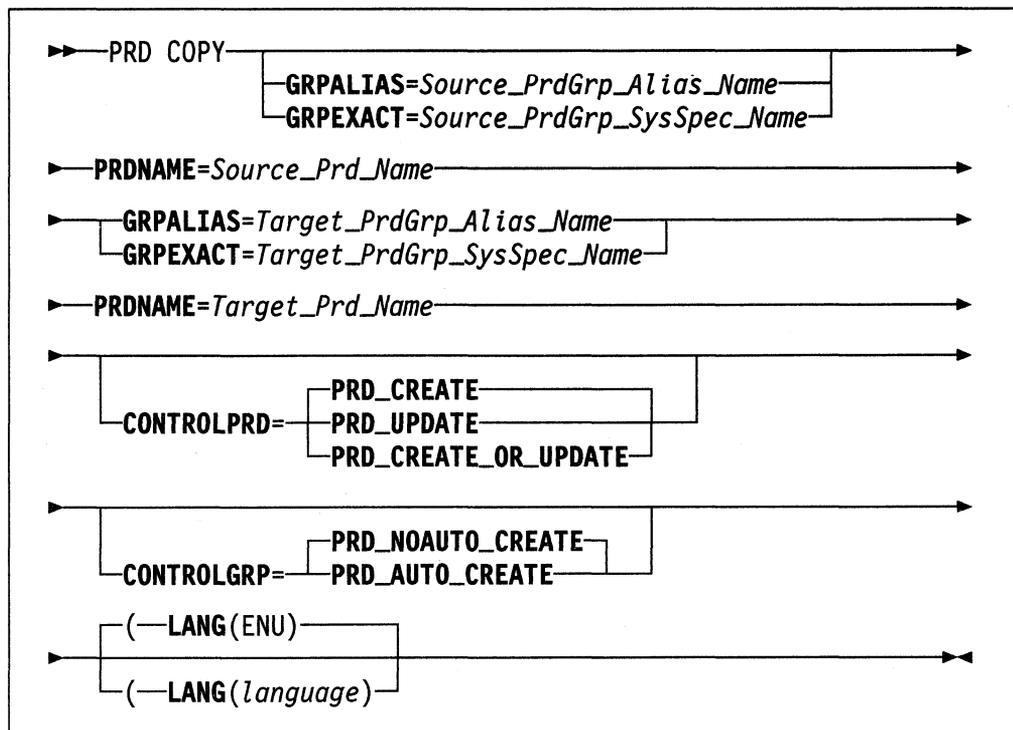 PRD COPY
GRPALIAS=Source_PrdGrp_Alias_Name
GRPEXACT=Source_PrdGrp_SysSpec_Name
PRDNAME=Source_Prd_Name
GRPALIAS=Target_PrdGrp_Alias_Name
GRPEXACT=Target_PrdGrp_SysSpec_Name
PRDNAME=Target_Prd_Name
PRD_CREATE
CONTROLPRD= PRD_UPDATE
PRD_CREATE_OR_UPDATE
PRD_NOAUTO_CREATE
CONTROLGRP= PRD_AUTO_CREATE
( LANG(ENU)
( LANG(language)